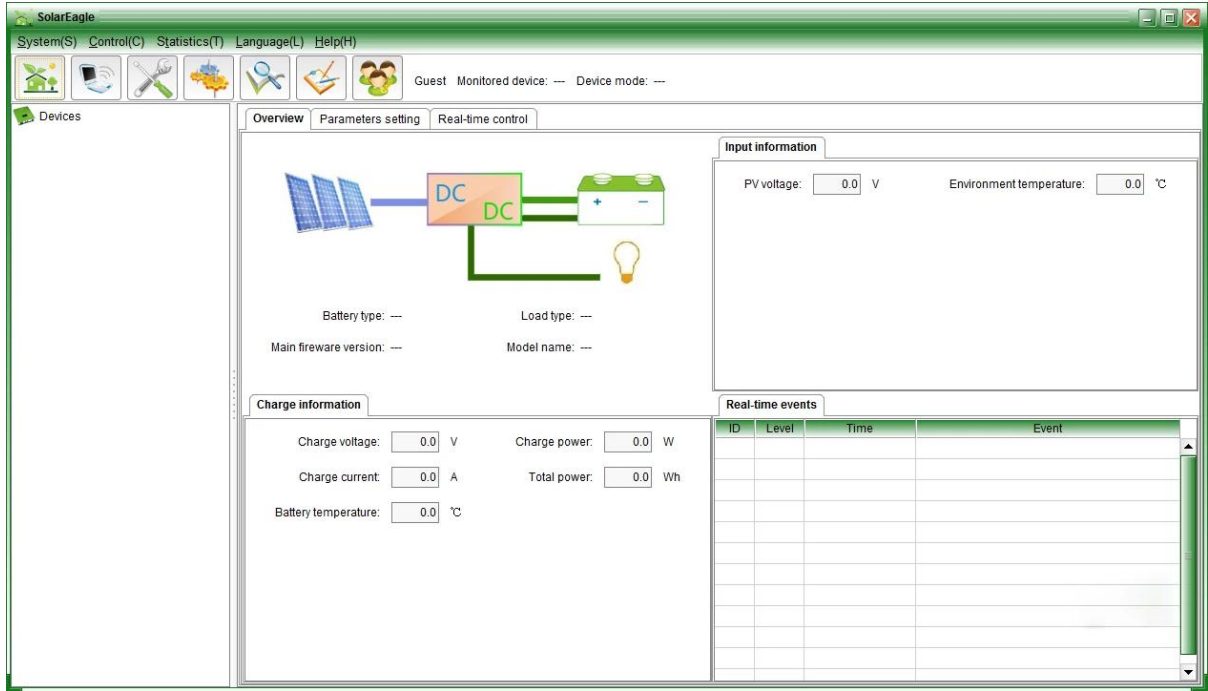 SolarEagle
System(S) Control(C) Statistics(T) Language(L) Help(H)
Guest Monitored device: --- Device mode: ---
Devices
Overview Parameters setting Real-time control
DC
DC
+ −
Battery type: --- Load type: ---
Main fireware version: --- Model name: ---
Input information
PV voltage: 0.0 V Environment temperature: 0.0 ℃
Charge information
Charge voltage: 0.0 V Charge power: 0.0 W
Charge current: 0.0 A Total power: 0.0 Wh
Battery temperature: 0.0 ℃
Real-time events
ID Level Time Event